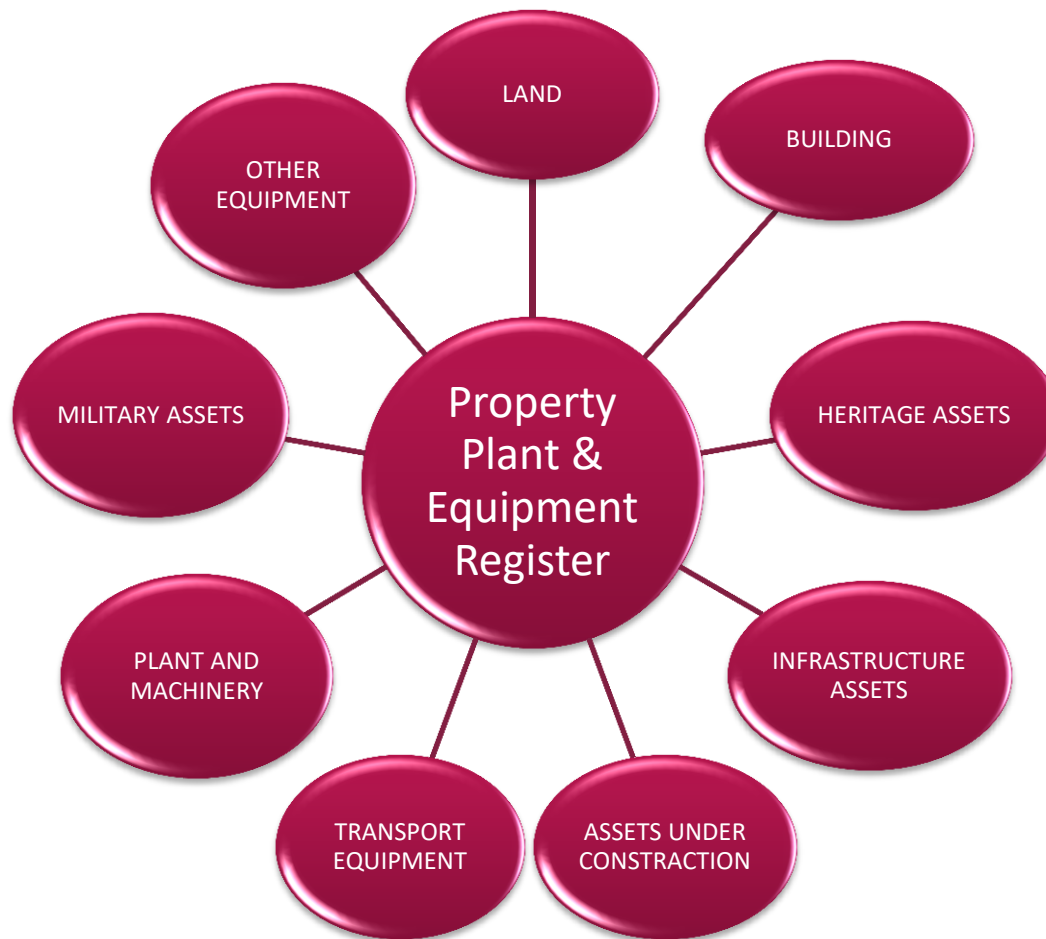 LAND
BUILDING
OTHER
EQUIPMENT
MILITARY ASSETS
Property
Plant &
Equipment
Register
HERITAGE ASSETS
PLANT AND
MACHINERY
INFRASTRUCTURE
ASSETS
TRANSPORT
EQUIPMENT
ASSETS UNDER
CONSTRACTION